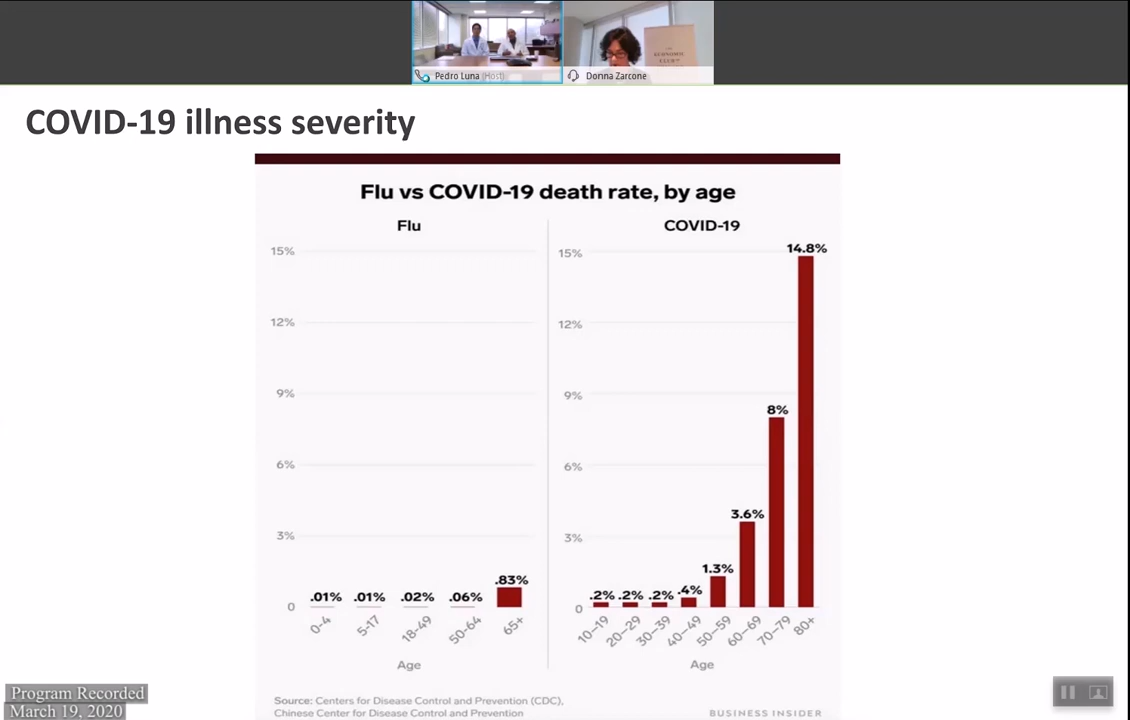 THE
ECONOMIC
CLUB
Pedro Luna (Host)
Donna Zarcone
COVID-19 illness severity
Flu vs COVID-19 death rate, by age
Flu
15%
12%
9%
6%
3%
0
.01%
.01%
.02%
.06%
.83%
0-4
5-17
18-49
50-64
65+
Age
COVID-19
15%
12%
9%
6%
3%
0
.2%
.2%
.2%
.4%
1.3%
3.6%
8%
14.8%
10–19
20–29
30–39
40–49
50–59
60–69
70–79
80+
Age
Source: Centers for Disease Control and Prevention (CDC),
Chinese Center for Disease Control and Prevention
BUSINESS INSIDER
Program Recorded
March 19, 2020